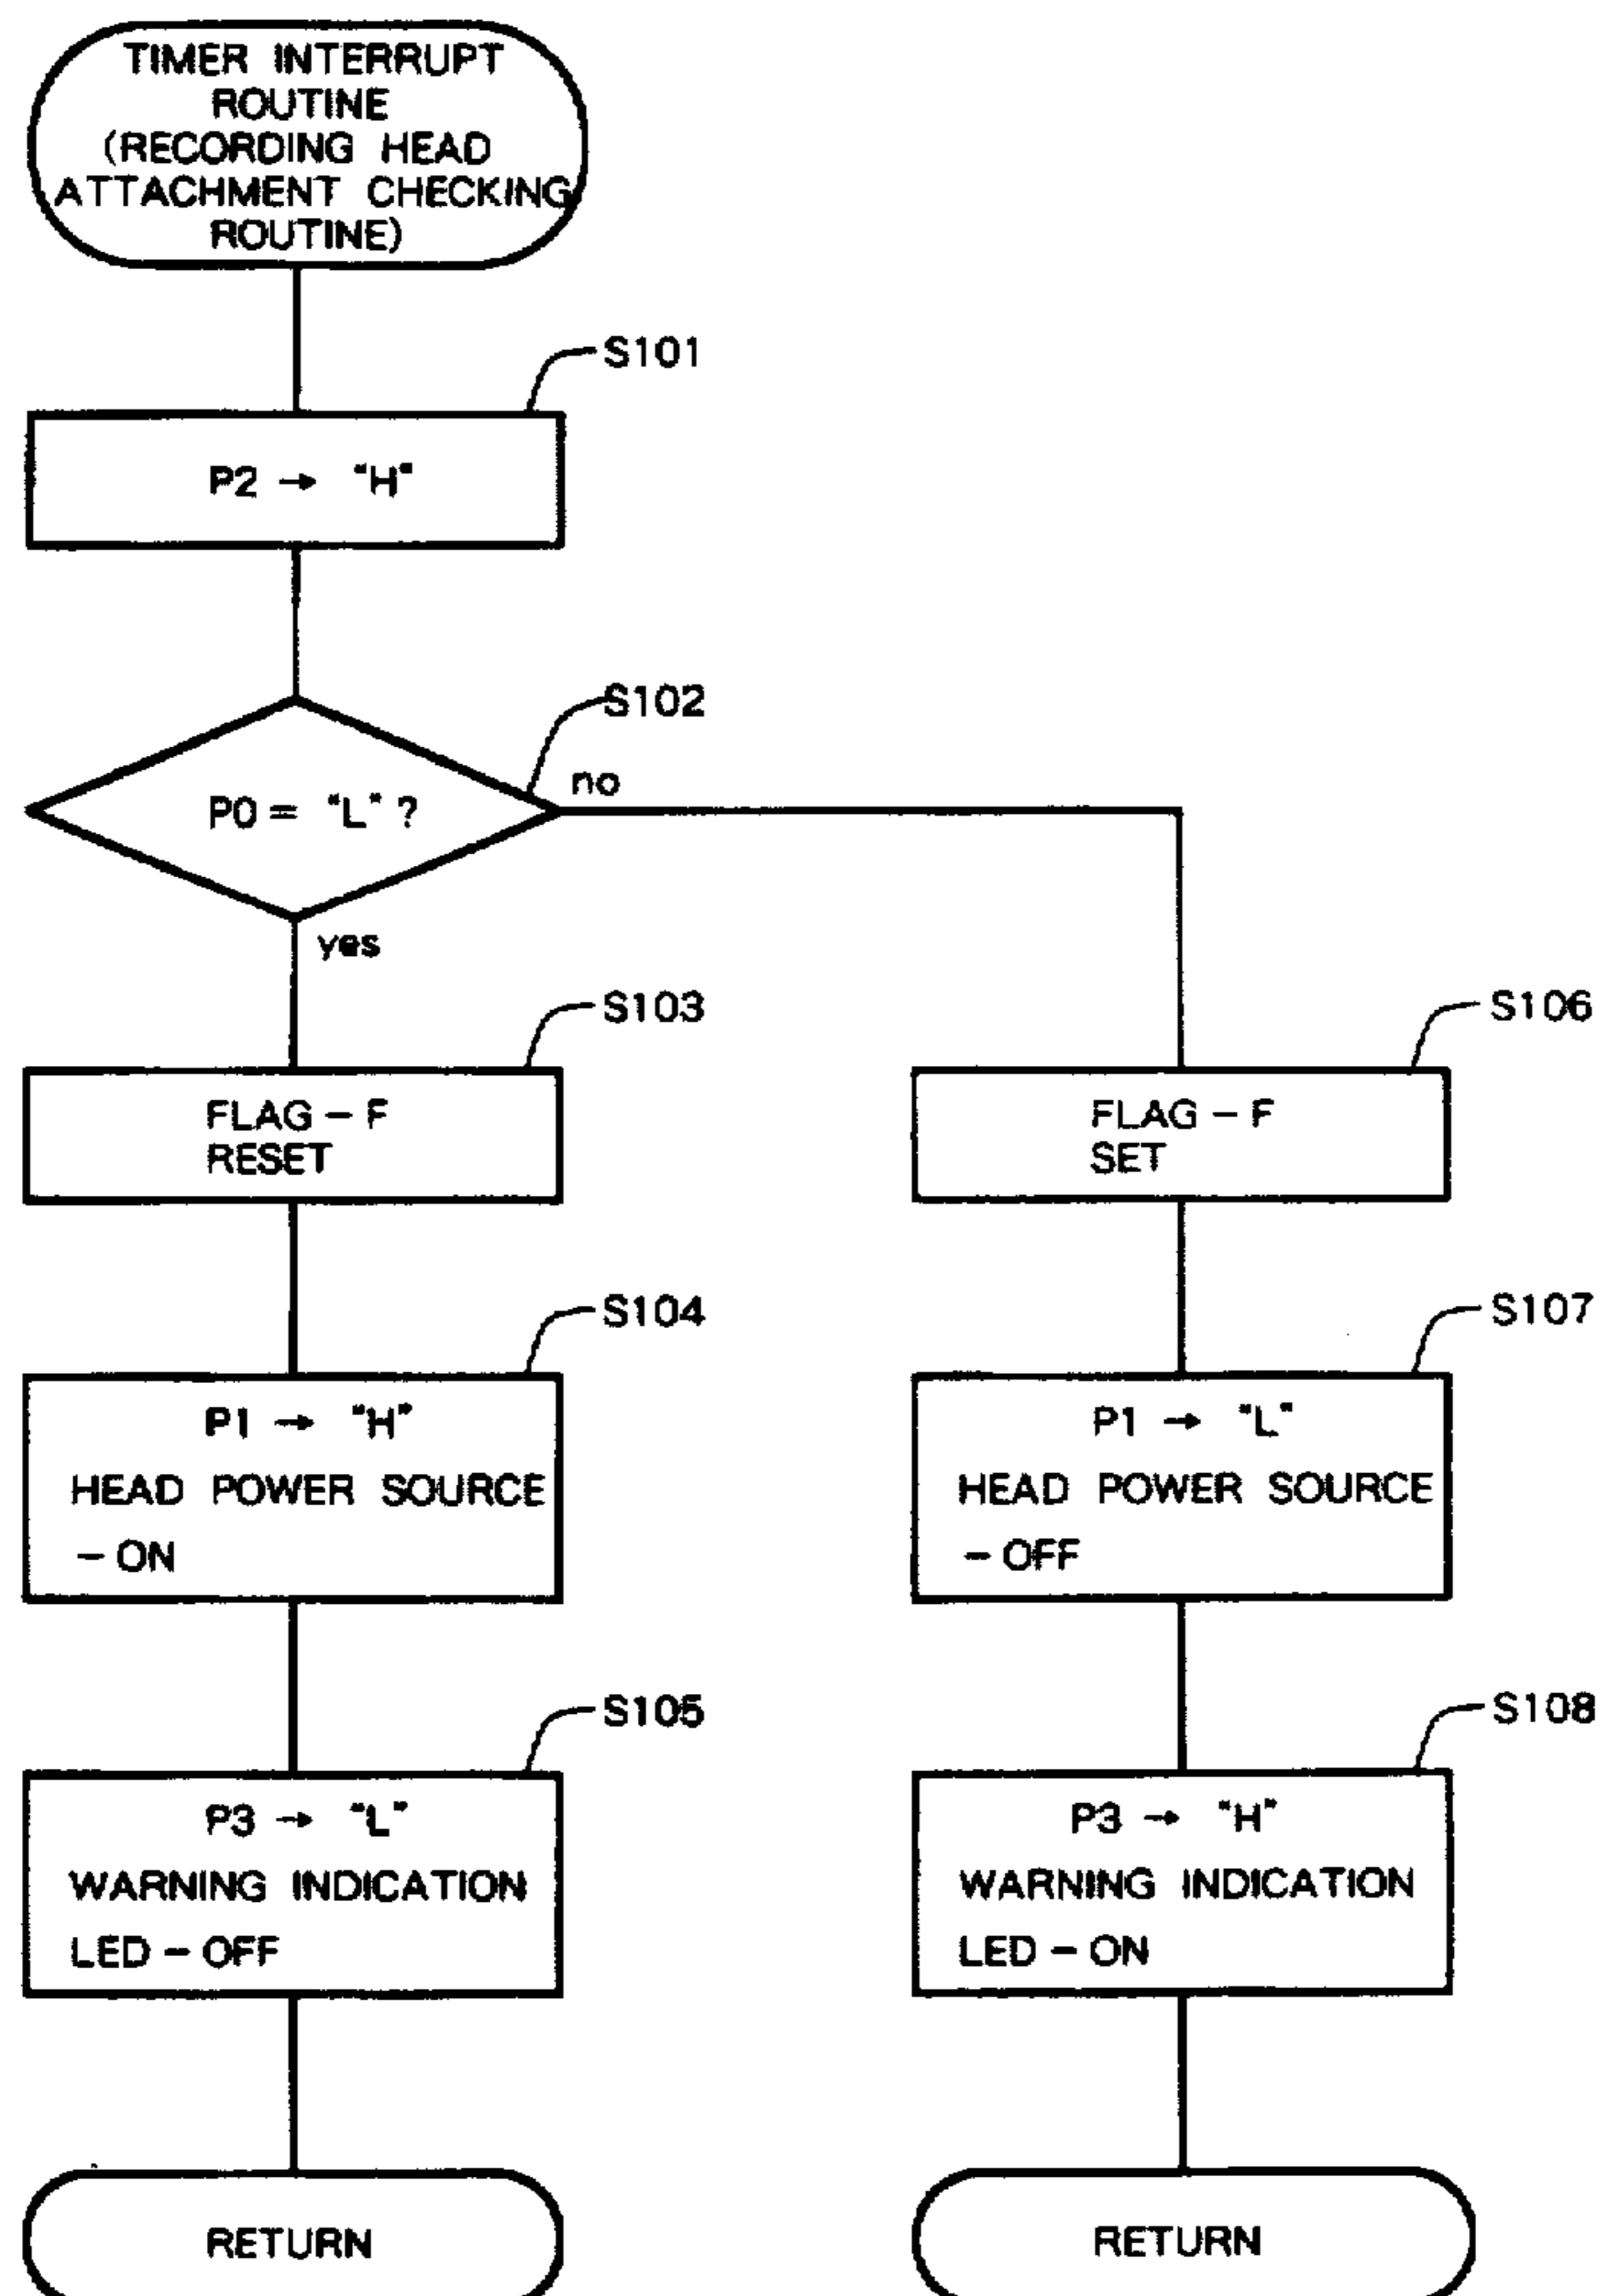 TIMER INTERRUPT
ROUTINE
(RECORDING HEAD
ATTACHMENT CHECKING
ROUTINE)
S101
P2 → "H"
S102
P0 = "L" ?
no
yes
S103
FLAG – F
RESET
S104
P1 → "H"
HEAD POWER SOURCE
– ON
S105
P3 → "L"
WARNING INDICATION
LED – OFF
RETURN
S106
FLAG – F
SET
S107
P1 → "L"
HEAD POWER SOURCE
– OFF
S108
P3 → "H"
WARNING INDICATION
LED – ON
RETURN